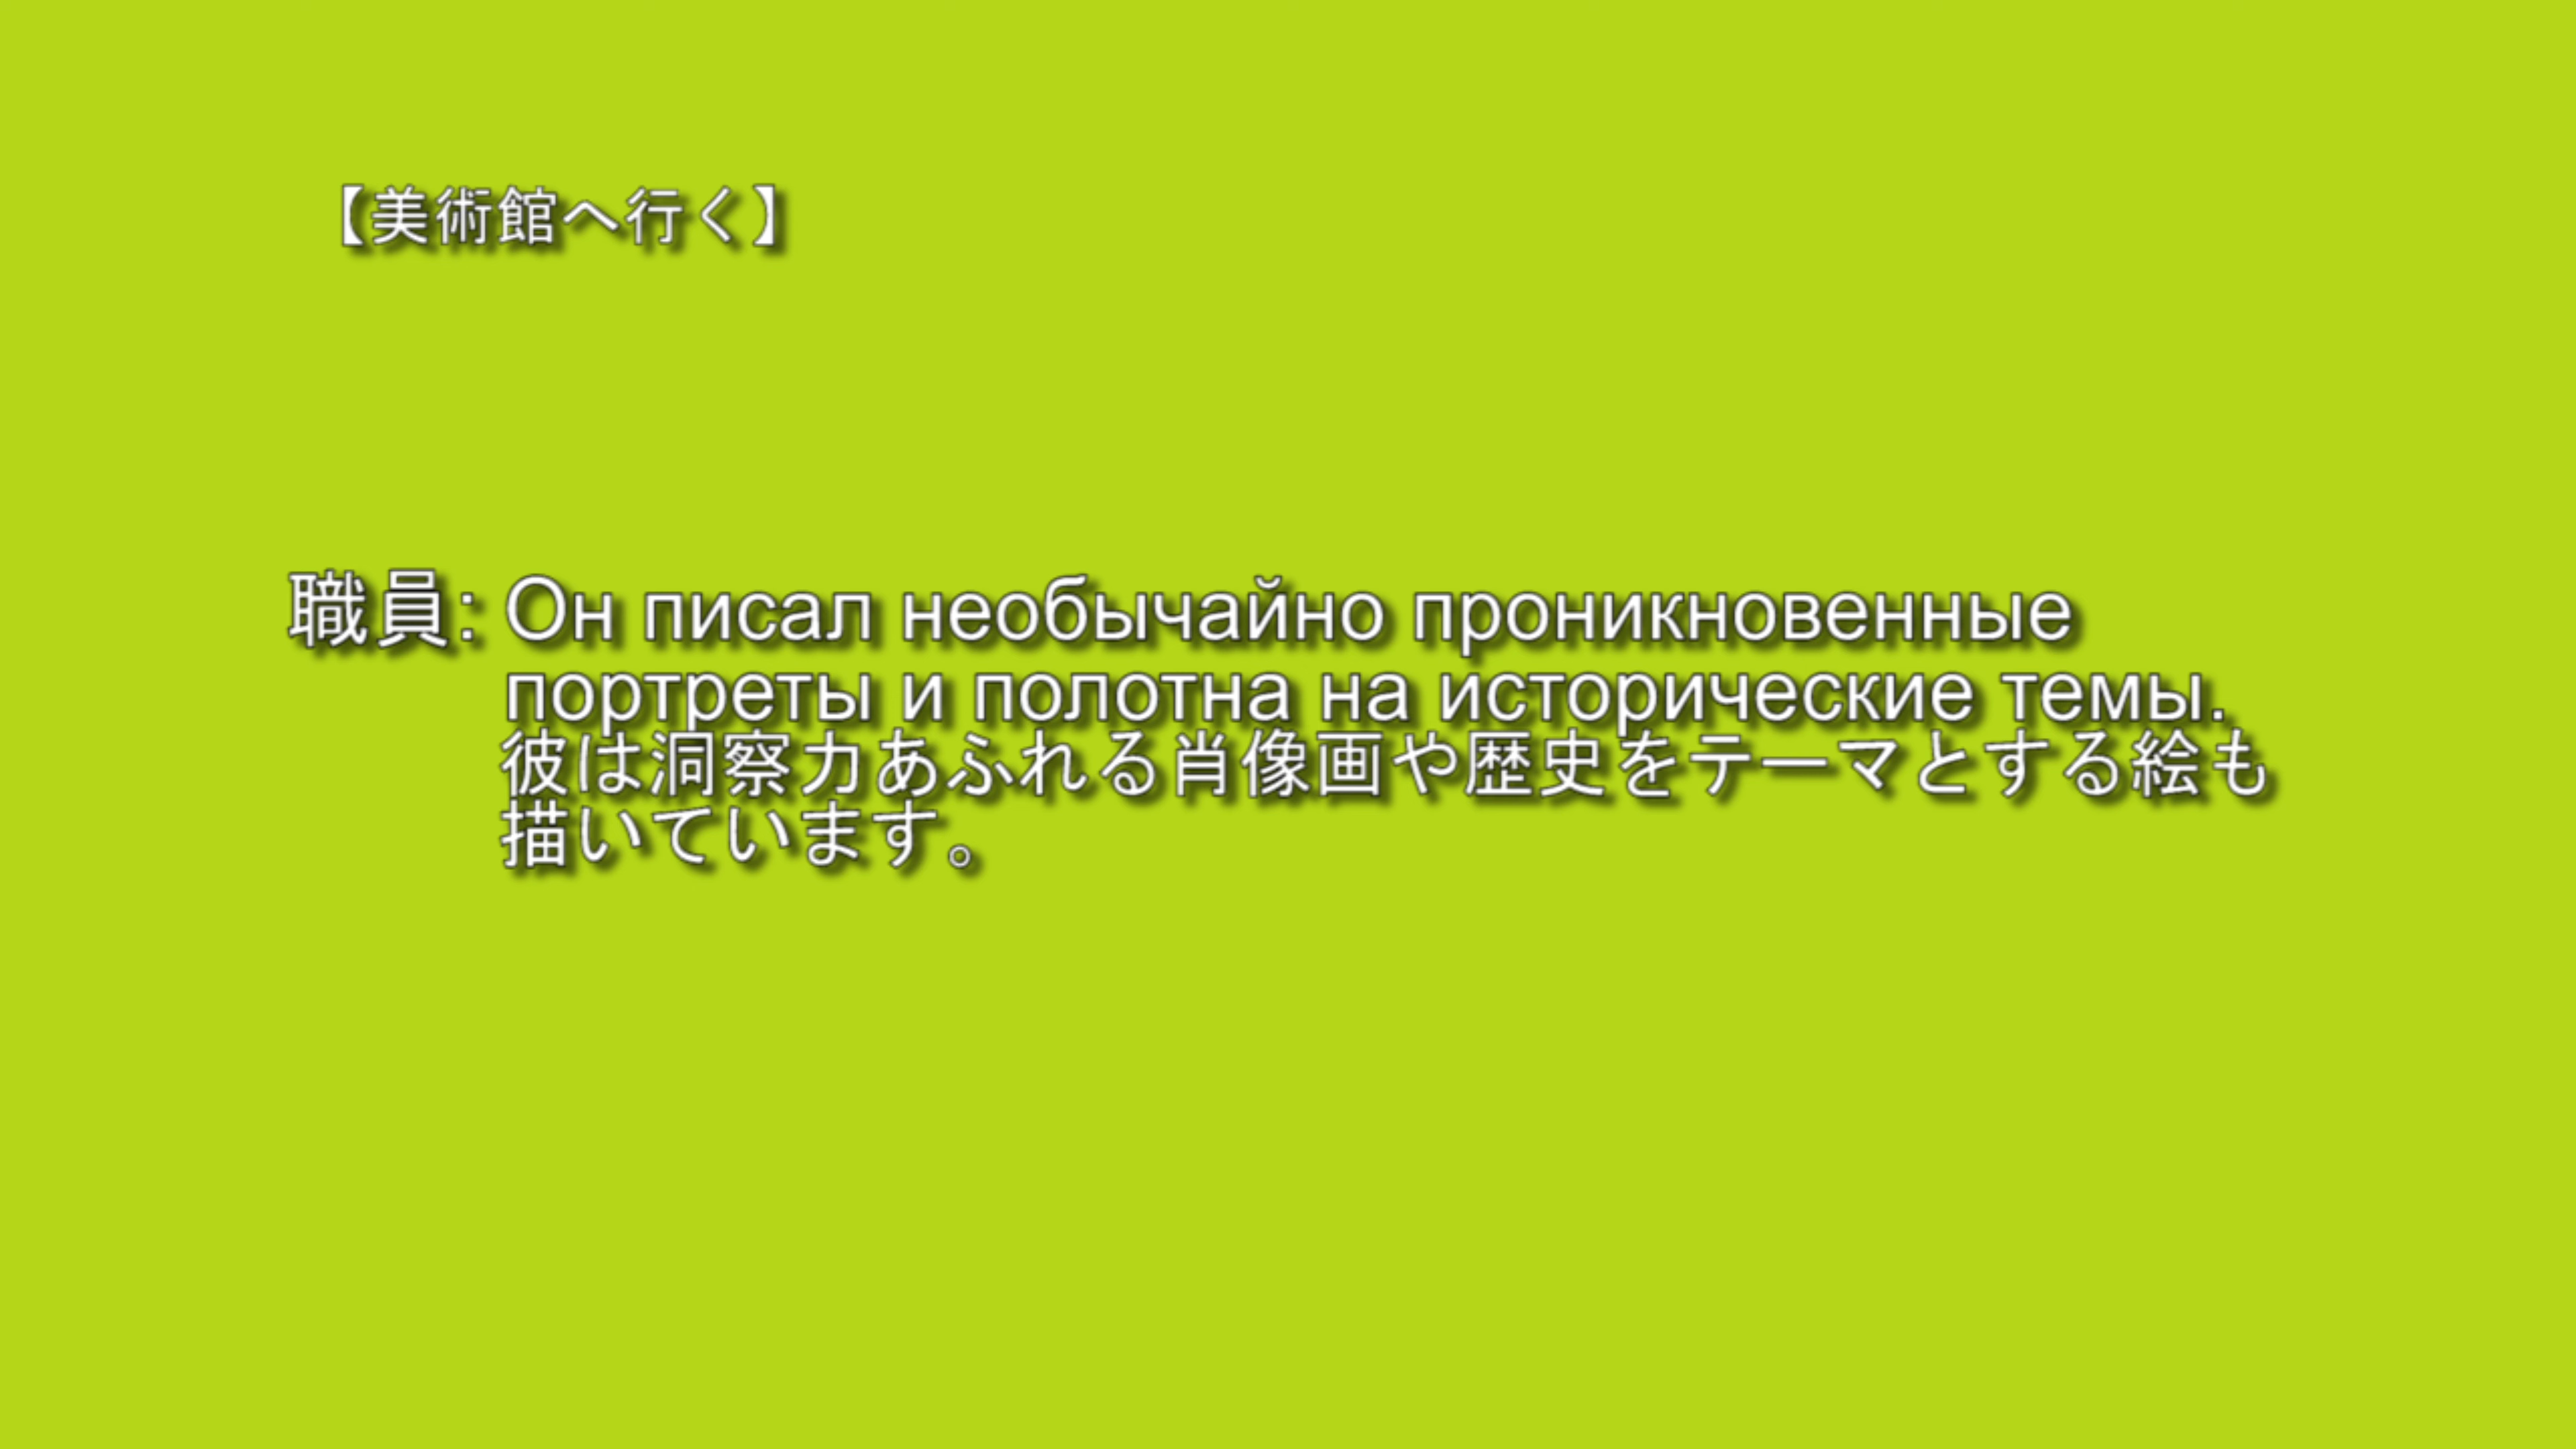 【美術館へ行く】
職員: Он писал необычайно проникновенные
портреты и полотна на исторические темы.
彼は洞察力あふれる肖像画や歴史をテーマとする絵も
描いています。